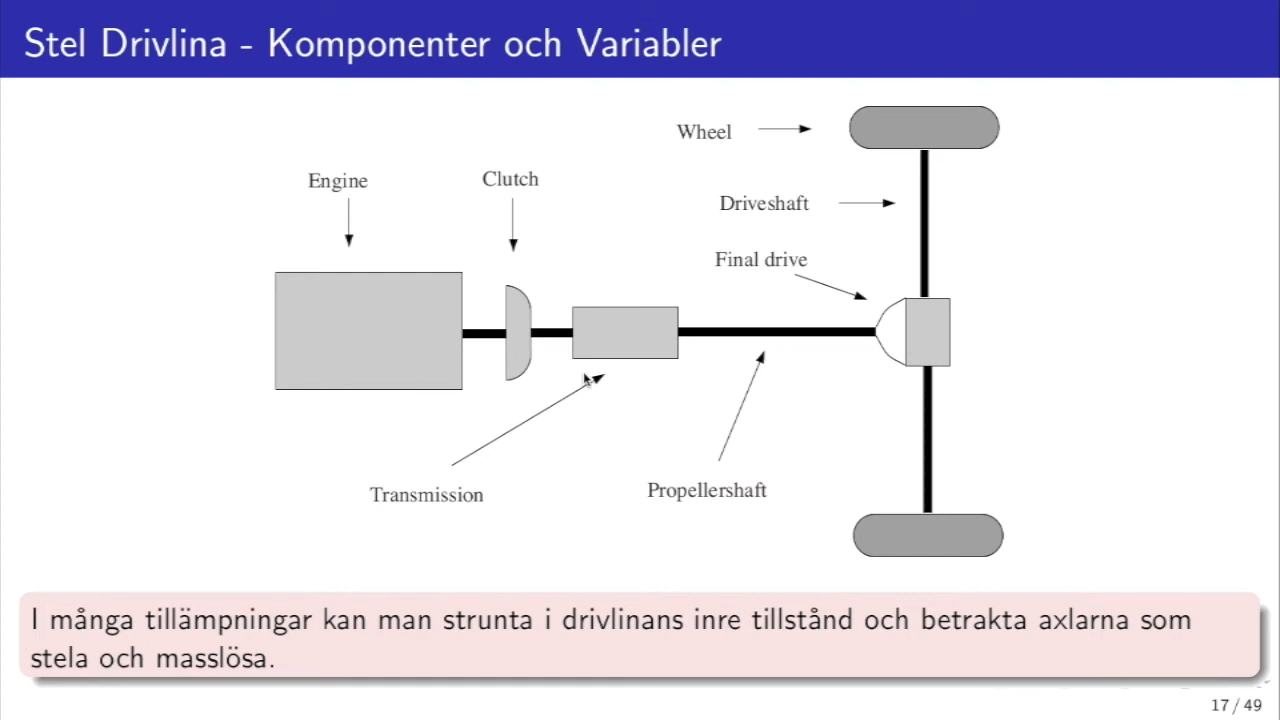 Stel Drivlina - Komponenter och Variabler
Wheel
Engine
Clutch
Driveshaft
Final drive
Transmission
Propellershaft
I många tillämpningar kan man strunta i drivlinans inre tillstånd och betrakta axlarna som
stela och masslösa.
17 / 49